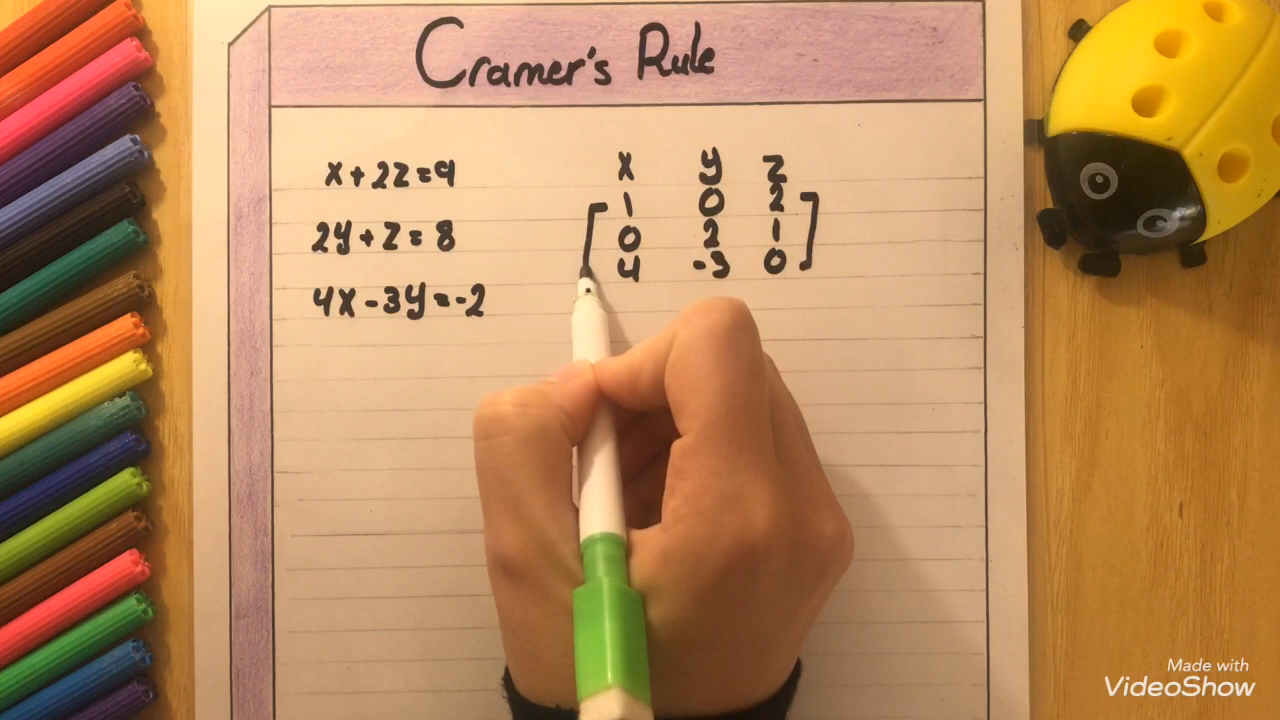 Cramer's Rule
x + 2z = 9
2y + z = 8
4x - 3y = -2
x y z
1 0 2
0 2 1
4 -3 0
Made with
VideoShow